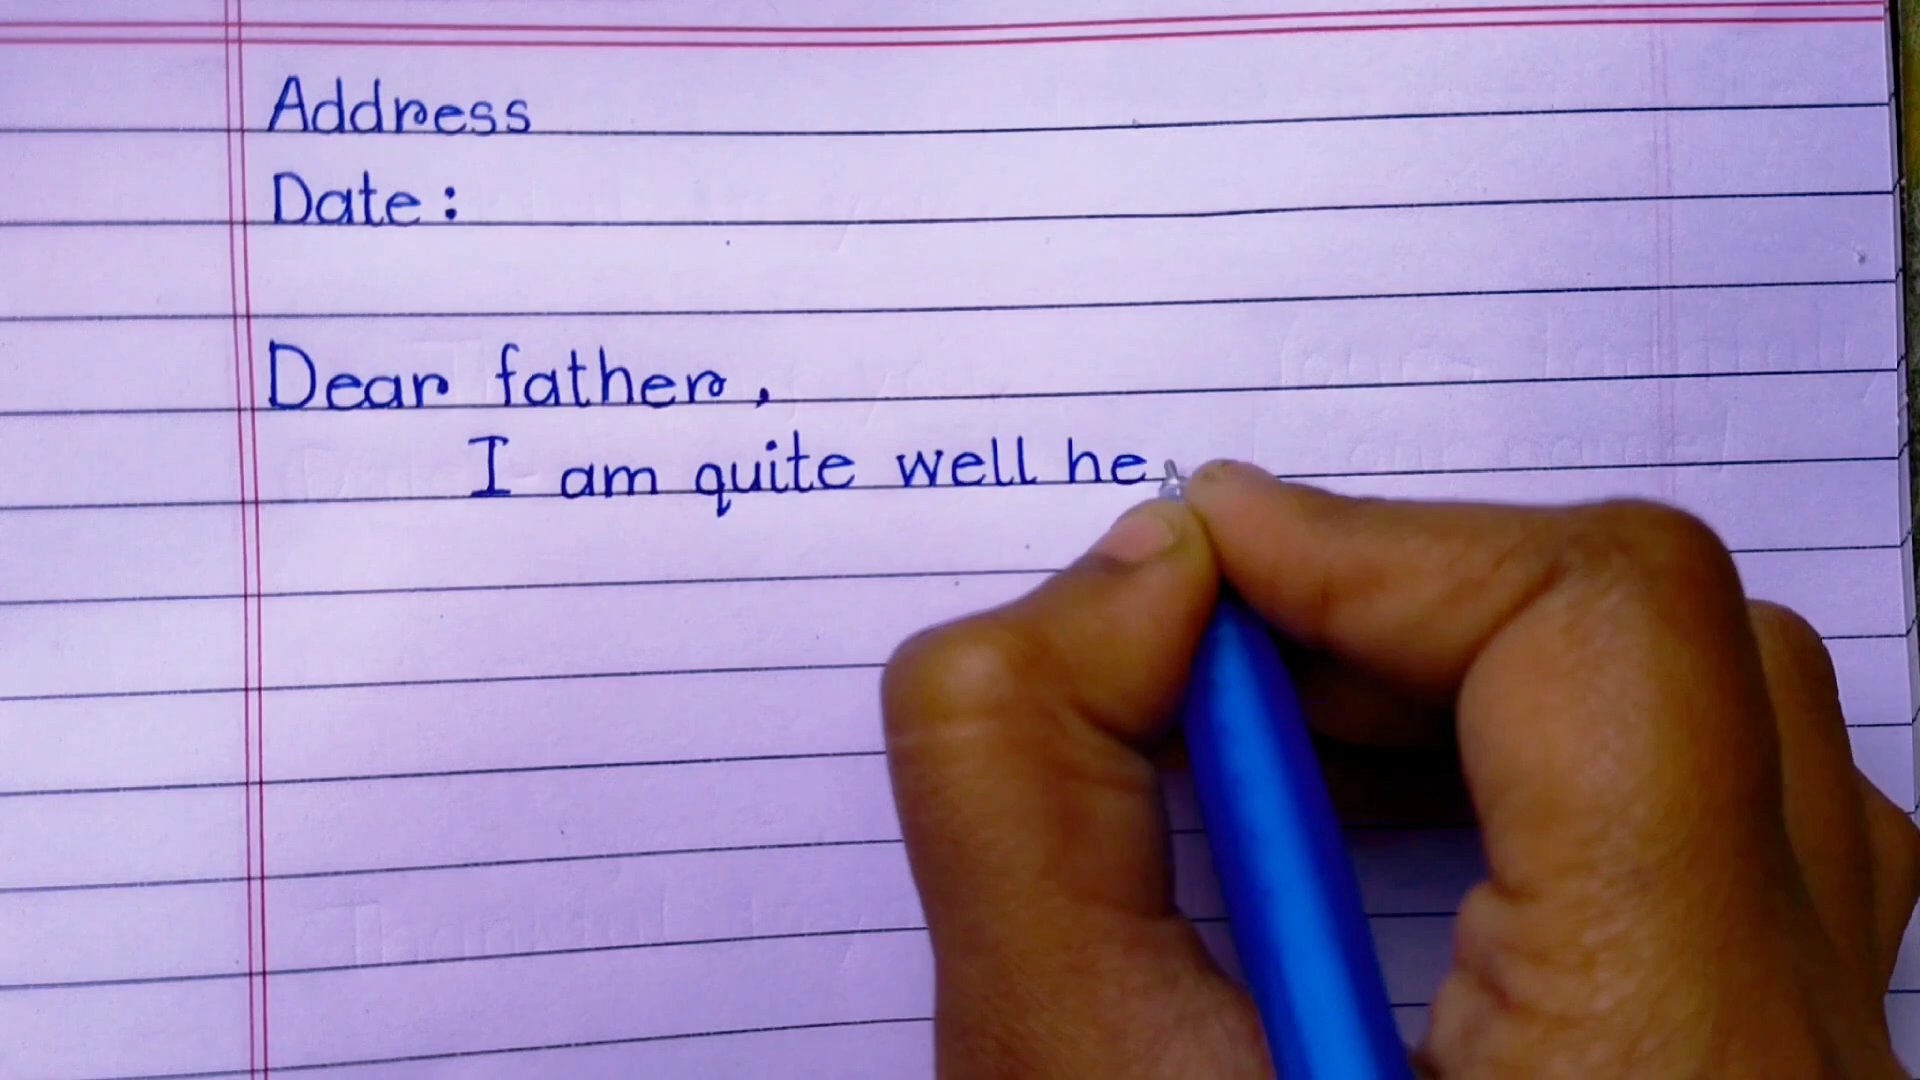 Address
Date :
Dear father,
I am quite well he